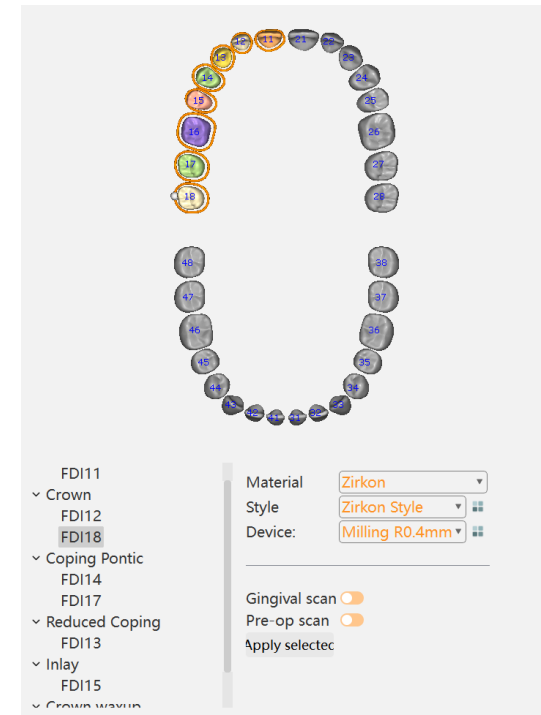 12 11 21 22
13 23
14 24
15 25
16 26
17 27
18 28
48 38
47 37
46 36
45 35
44 34
43 42 41 31 32 33
FDI11
Crown
FDI12
FDI18
Coping Pontic
FDI14
FDI17
Reduced Coping
FDI13
Inlay
FDI15
Crown waxup
Material Zirkon
Style Zirkon Style
Device: Milling R0.4mm
Gingival scan
Pre-op scan
Apply selected